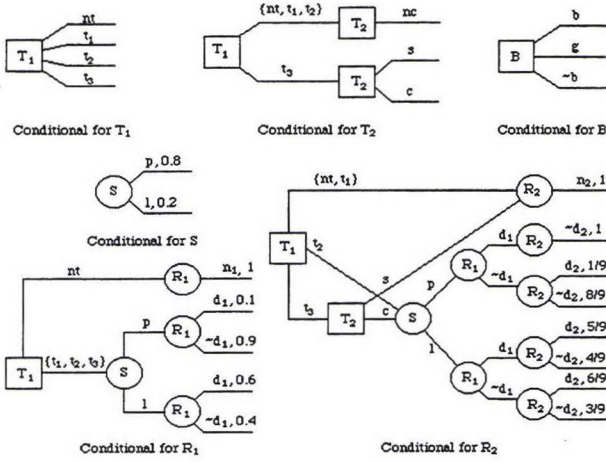 T1
nt
t1
t2
t3
Conditional for T1
T1
{nt, t1, t2}
T2
nc
t3
T2
s
c
Conditional for T2
B
b
g
~b
Conditional for B
S
p, 0.8
l, 0.2
Conditional for S
T1
nt
R1
n1, 1
{t1, t2, t3}
S
p
R1
d1, 0.1
~d1, 0.9
l
R1
d1, 0.6
~d1, 0.4
Conditional for R1
T1
{nt, t1}
R2
n2, 1
t2
t3
T2
s
c
S
p
R1
d1
R2
~d2, 1
~d1
R2
d2, 1/9
~d2, 8/9
l
R1
d1
R2
d2, 5/9
~d2, 4/9
~d1
R2
d2, 6/9
~d2, 3/9
Conditional for R2